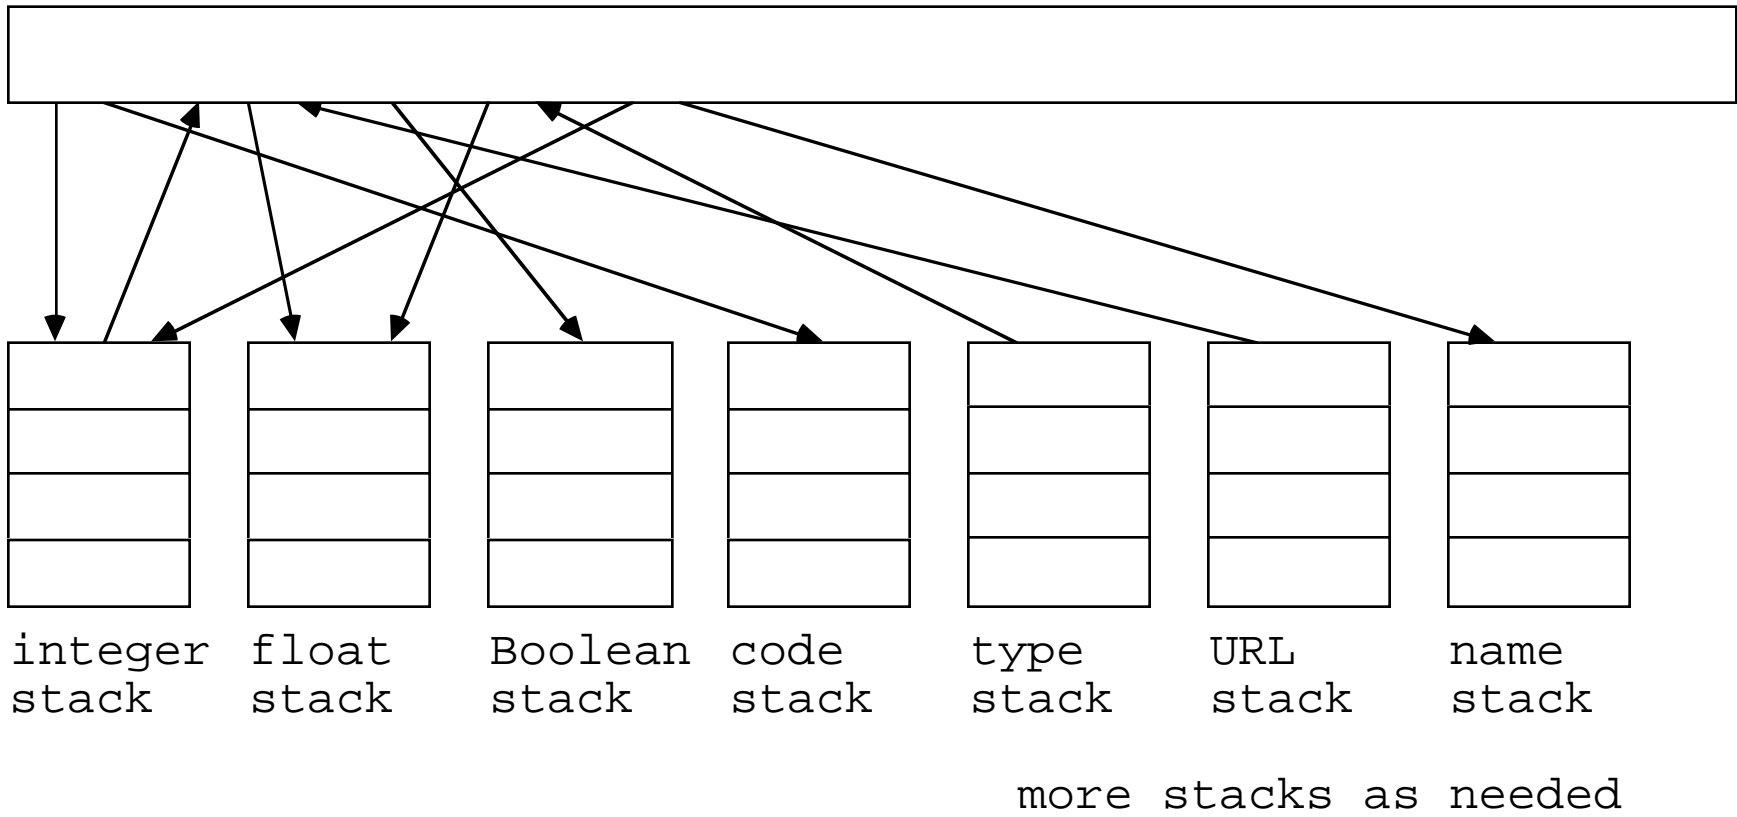 integer float Boolean code type URL name
stack stack stack stack stack stack stack
more stacks as needed